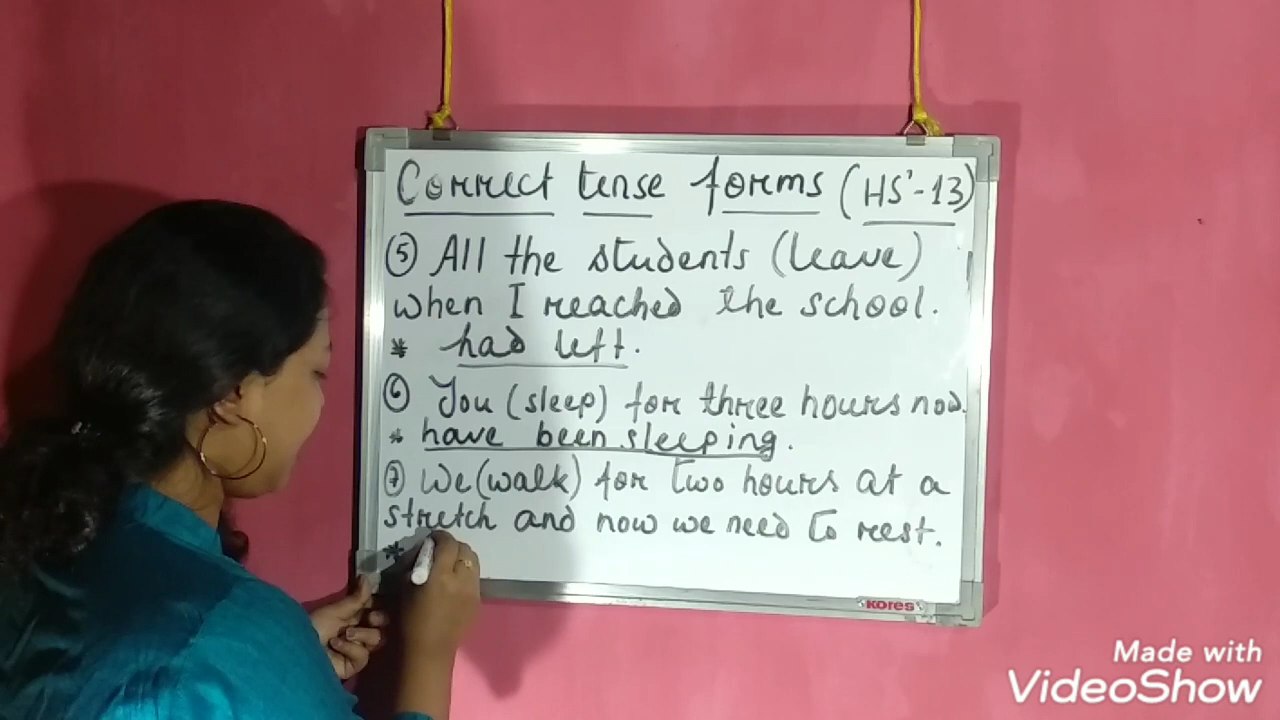 Correct tense forms (HS'-13)
⑤ All the students (leave)
when I reached the school.
* had left.
⑥ You (sleep) for three hours now.
* have been sleeping.
⑦ We (walk) for two hours at a
stretch and now we need to rest.
*
KORES
Made with
VideoShow